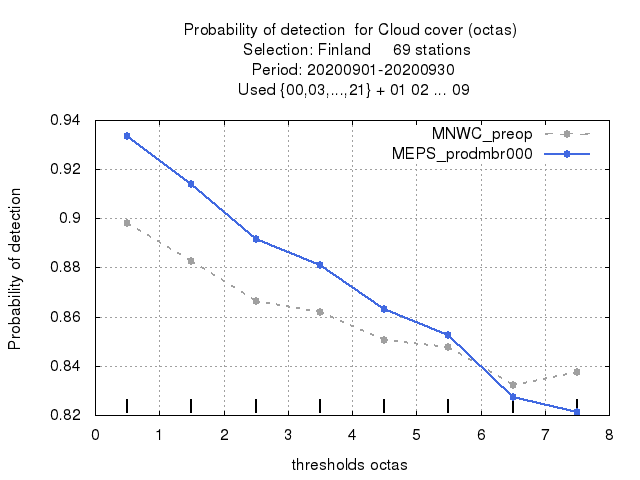 Probability of detection  for Cloud cover (octas)
Selection: Finland     69 stations
Period: 20200901-20200930
Used {00,03,...,21} + 01 02 ... 09
MNWC_preop
MEPS_prodmbr000
Probability of detection
0.94
0.92
0.9
0.88
0.86
0.84
0.82
0 1 2 3 4 5 6 7 8
thresholds octas